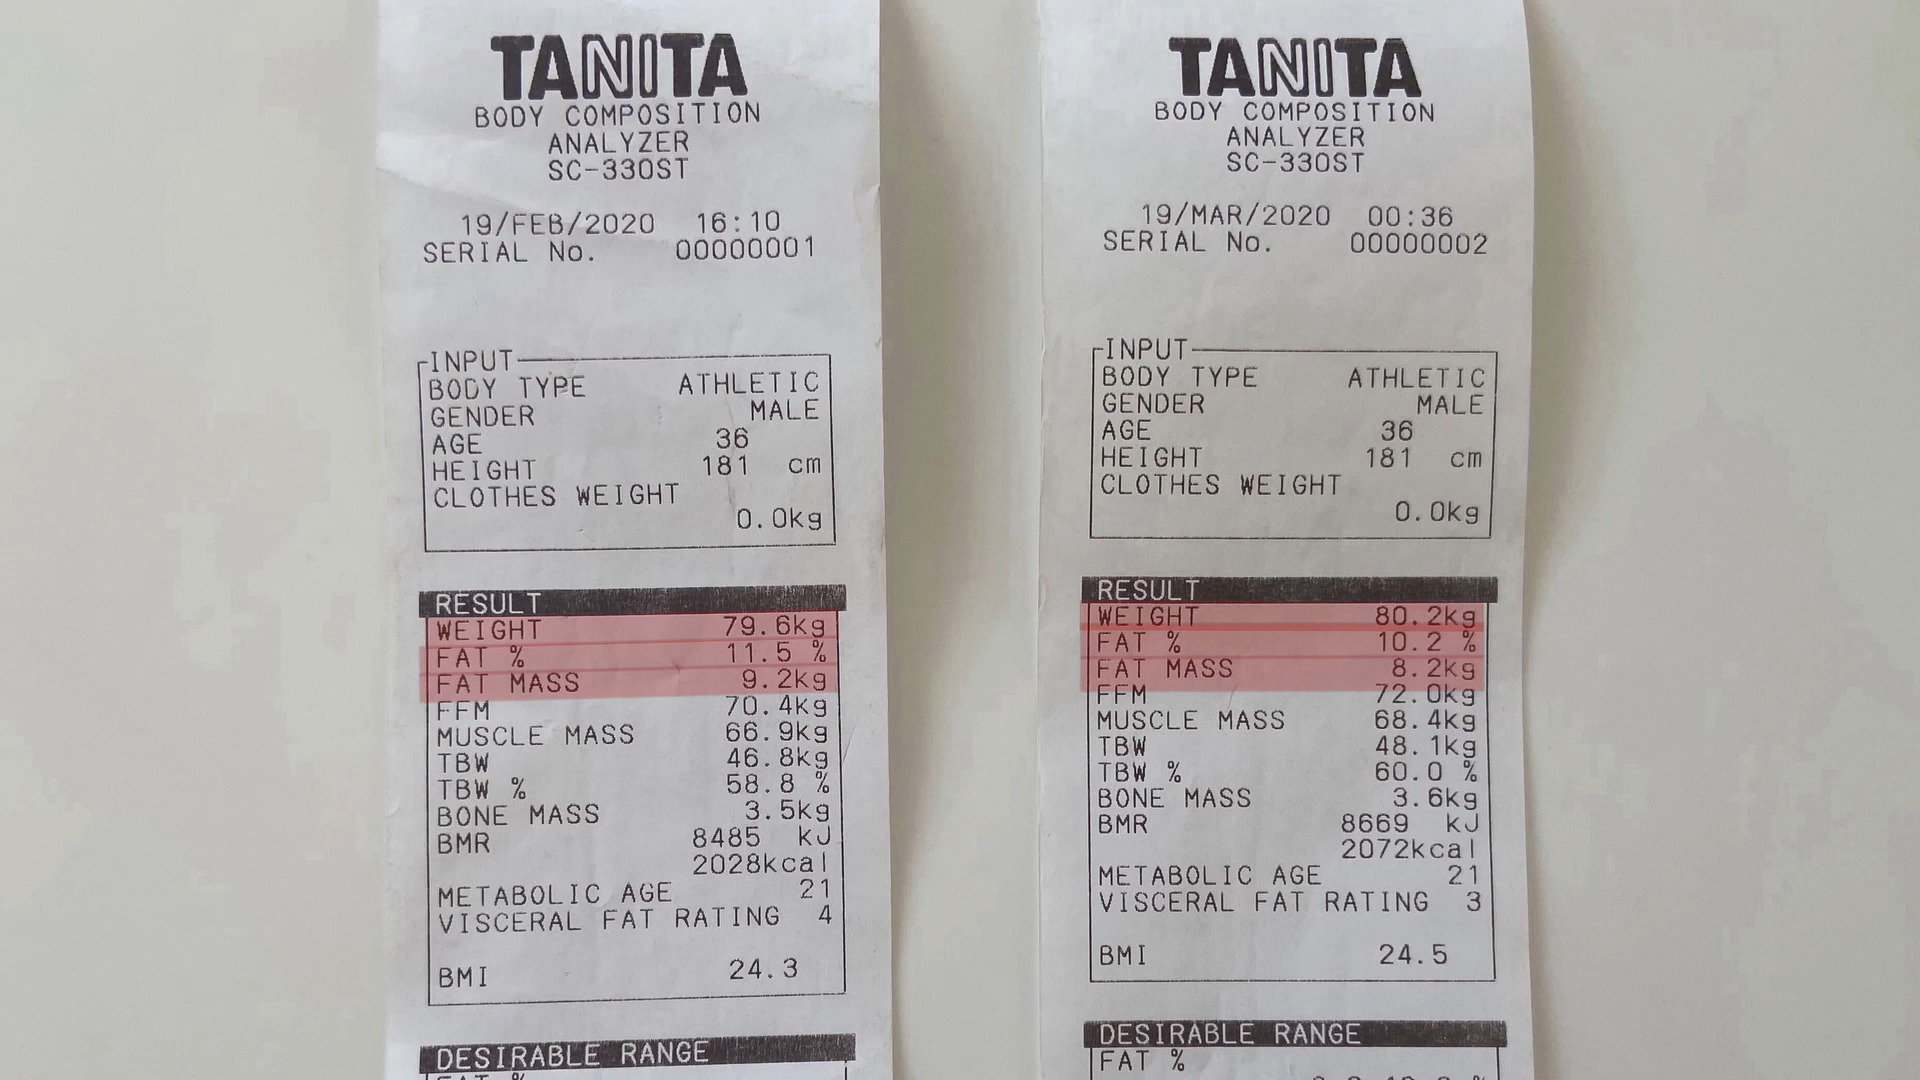 TANITA
BODY COMPOSITION
ANALYZER
SC-330ST
19/FEB/2020 16:10
SERIAL No. 00000001
INPUT
BODY TYPE ATHLETIC
GENDER MALE
AGE 36
HEIGHT 181 cm
CLOTHES WEIGHT
0.0kg
RESULT
WEIGHT 79.6kg
FAT % 11.5 %
FAT MASS 9.2kg
FFM 70.4kg
MUSCLE MASS 66.9kg
TBW 46.8kg
TBW % 58.8 %
BONE MASS 3.5kg
BMR 8485 kJ
2028kcal
METABOLIC AGE 21
VISCERAL FAT RATING 4
BMI 24.3
DESIRABLE RANGE
TANITA
BODY COMPOSITION
ANALYZER
SC-330ST
19/MAR/2020 00:36
SERIAL No. 00000002
INPUT
BODY TYPE ATHLETIC
GENDER MALE
AGE 36
HEIGHT 181 cm
CLOTHES WEIGHT
0.0kg
RESULT
WEIGHT 80.2kg
FAT % 10.2 %
FAT MASS 8.2kg
FFM 72.0kg
MUSCLE MASS 68.4kg
TBW 48.1kg
TBW % 60.0 %
BONE MASS 3.6kg
BMR 8669 kJ
2072kcal
METABOLIC AGE 21
VISCERAL FAT RATING 3
BMI 24.5
DESIRABLE RANGE
FAT %